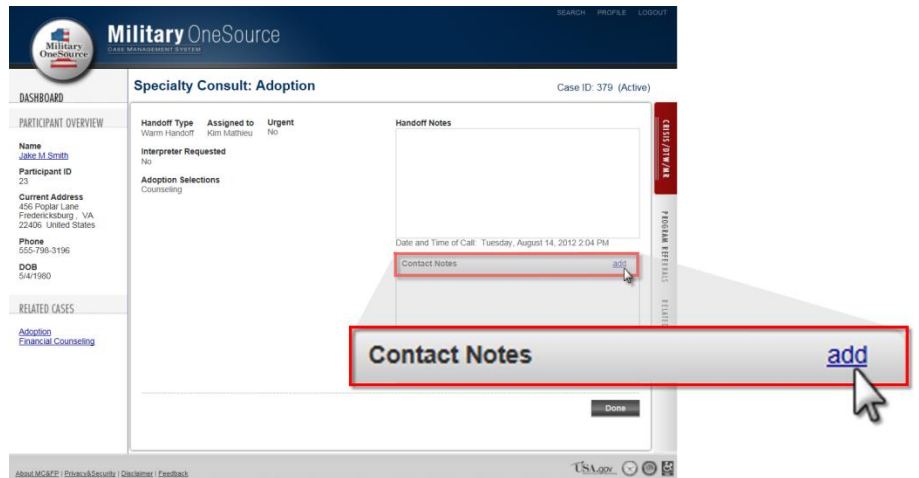 SEARCH PROFILE LOGOUT
Military OneSource
CASE MANAGEMENT SYSTEM
Military
OneSource
DASHBOARD
Specialty Consult: Adoption
Case ID: 379 (Active)
PARTICIPANT OVERVIEW
Name
Jake M Smith
Participant ID
23
Current Address
456 Poplar Lane
Fredericksburg , VA
22406 United States
Phone
555-798-3196
DOB
5/4/1980
RELATED CASES
Adoption
Financial Counseling
Handoff Type Assigned to Urgent
Warm Handoff Kim Mathieu No
Interpreter Requested
No
Adoption Selections
Counseling
Handoff Notes
Date and Time of Call: Tuesday, August 14, 2012 2:04 PM
Contact Notes add
Contact Notes add
Done
CRISIS/DTW/MR
PROGRAM REFERRALS
About MC&FP | Privacy&Security | Disclaimer | Feedback
USA.gov